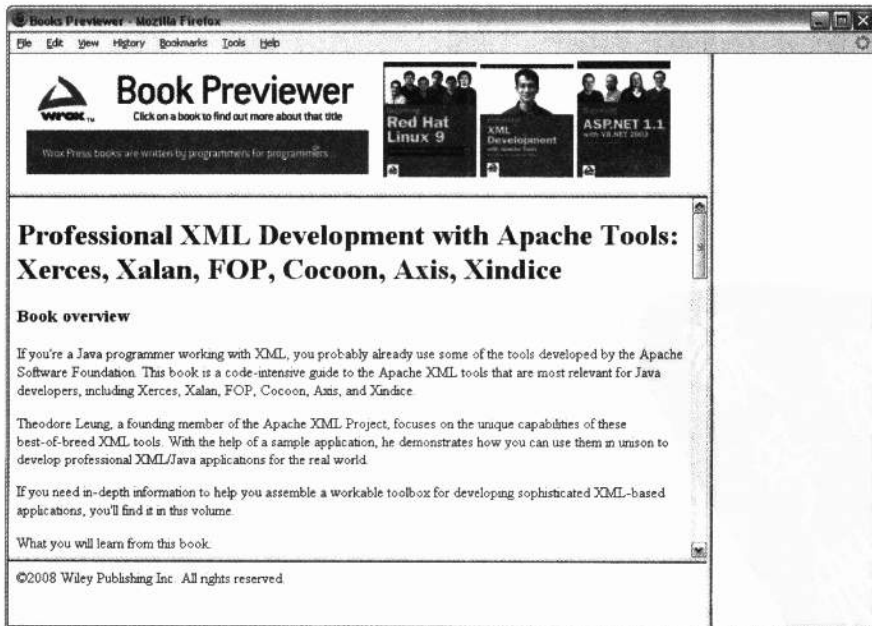 Books Previewer - Mozilla Firefox
File Edit View History Bookmarks Tools Help
wrox™
Book Previewer
Click on a book to find out more about that title
Wrox Press books are written by programmers for programmers
Red Hat
Linux 9
XML
Development
with Apache Tools
ASP.NET 1.1
with VB.NET 2003
Professional XML Development with Apache Tools:
Xerces, Xalan, FOP, Cocoon, Axis, Xindice
Book overview
If you're a Java programmer working with XML, you probably already use some of the tools developed by the Apache
Software Foundation. This book is a code-intensive guide to the Apache XML tools that are most relevant for Java
developers, including Xerces, Xalan, FOP, Cocoon, Axis, and Xindice.
Theodore Leung, a founding member of the Apache XML Project, focuses on the unique capabilities of these
best-of-breed XML tools. With the help of a sample application, he demonstrates how you can use them in unison to
develop professional XML/Java applications for the real world.
If you need in-depth information to help you assemble a workable toolbox for developing sophisticated XML-based
applications, you'll find it in this volume.
What you will learn from this book.
©2008 Wiley Publishing Inc. All rights reserved.